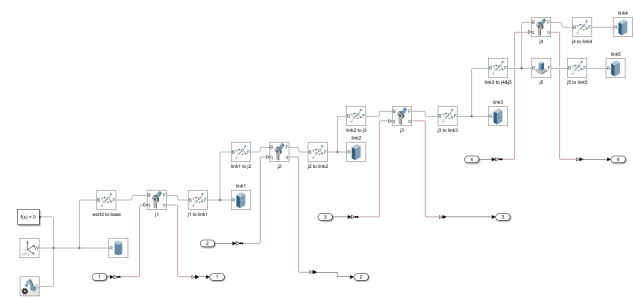 link4
B F
B F
q q
R
j4
j4 to link4
link5
B F
B F
B F
R
link3 to j4&j5
j5
j5 to link5
link3
B F
B F
q q
B F
R
link2 to j3
j3
j3 to link3
link2
4
4
B F
B F
q q
B F
R
link1 to j2
j2
j2 to link2
link1
3
3
B F
B F
q q
B F
R
world to base
j1
j1 to link1
f(x) = 0
2
W
R
1
1
2
C